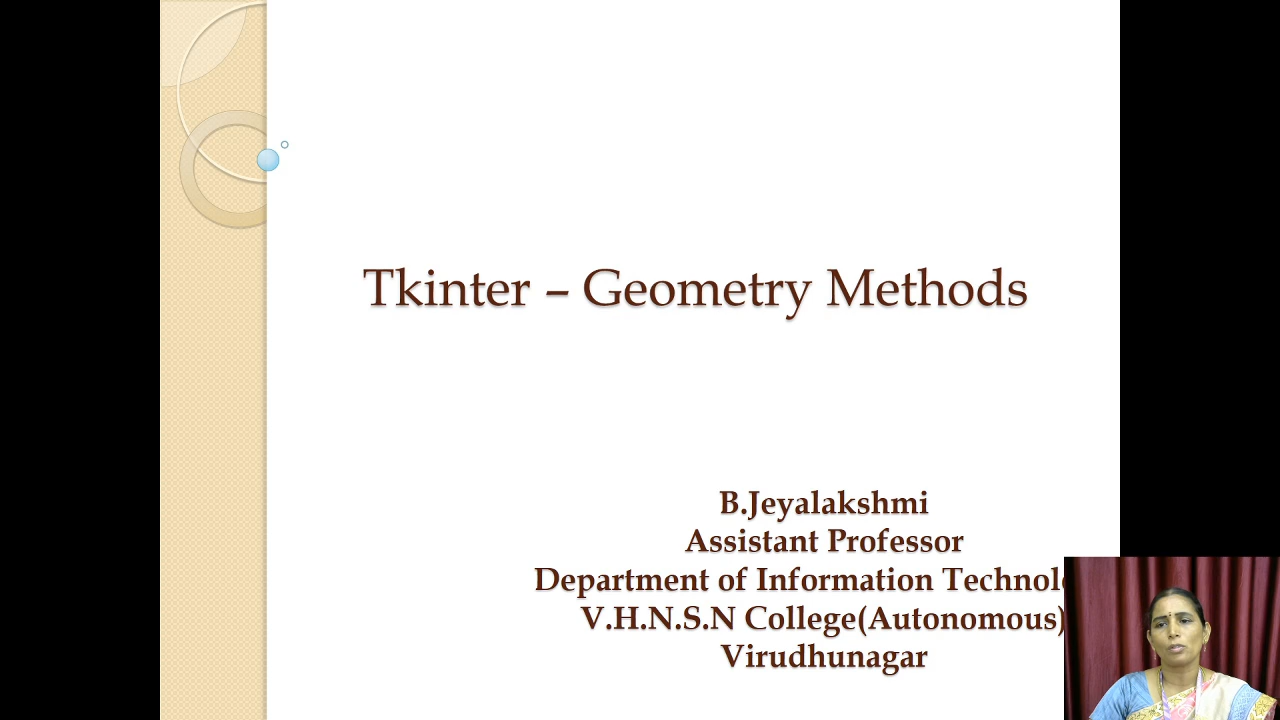 Tkinter – Geometry Methods
B.Jeyalakshmi
Assistant Professor
Department of Information
V.H.N.S.N College(Autonomous)
Virudhunagar